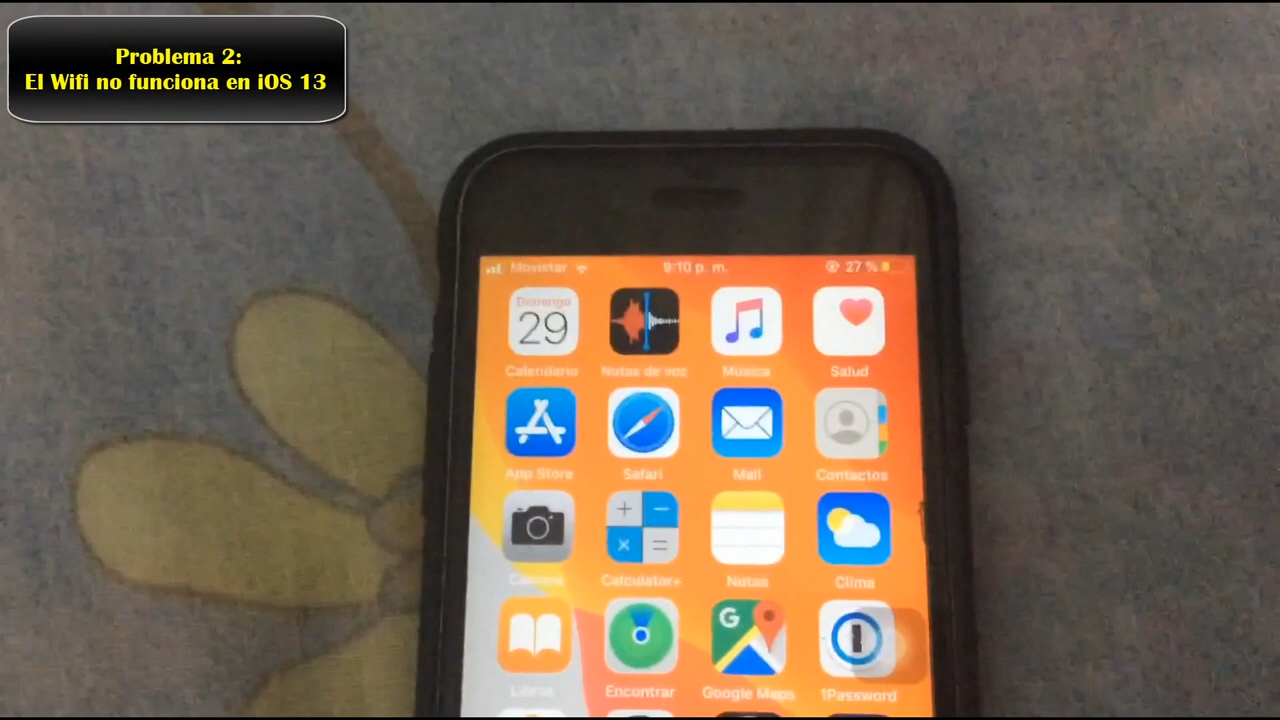 Problema 2:
El Wifi no funciona en iOS 13
Movistar 9:10 p. m. 27 %
Domingo
29
Calendario Notas de voz Música Salud
App Store Safari Mail Contactos
Cámara Calculator+ Notas Clima
G
Libros Encontrar Google Maps 1Password